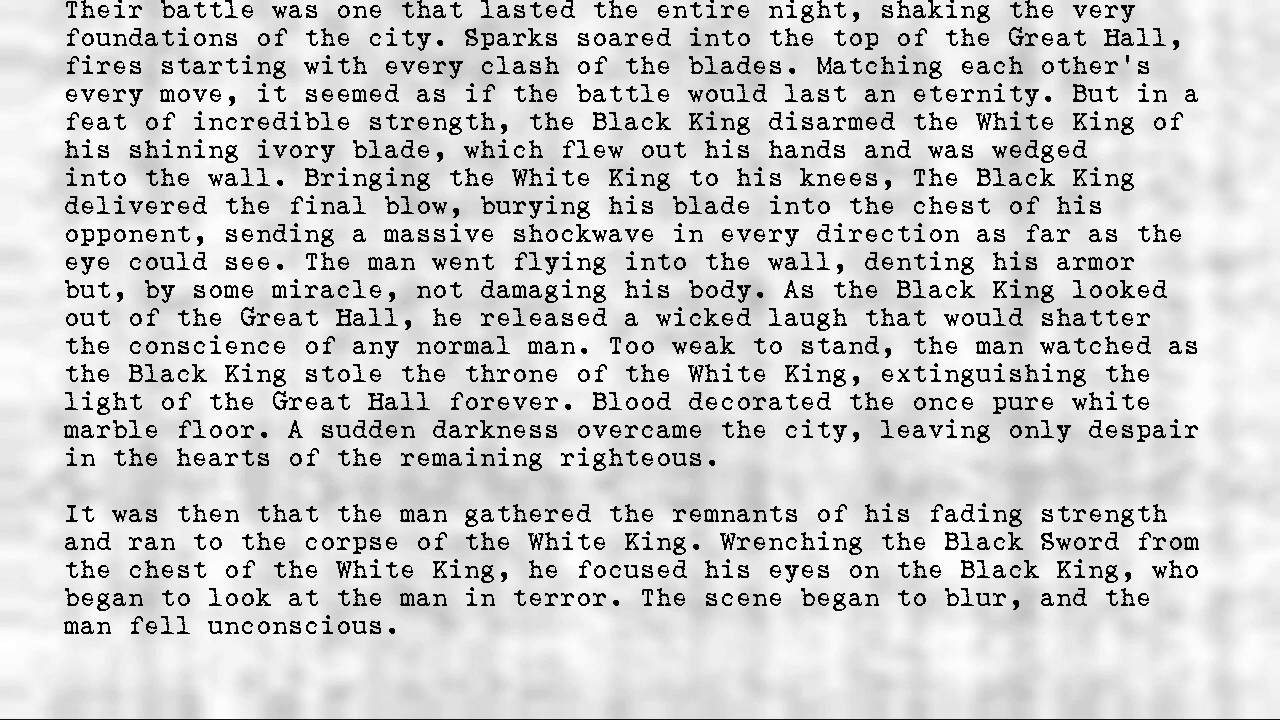 Their battle was one that lasted the entire night, shaking the very
foundations of the city. Sparks soared into the top of the Great Hall,
fires starting with every clash of the blades. Matching each other's
every move, it seemed as if the battle would last an eternity. But in a
feat of incredible strength, the Black King disarmed the White King of
his shining ivory blade, which flew out his hands and was wedged
into the wall. Bringing the White King to his knees, The Black King
delivered the final blow, burying his blade into the chest of his
opponent, sending a massive shockwave in every direction as far as the
eye could see. The man went flying into the wall, denting his armor
but, by some miracle, not damaging his body. As the Black King looked
out of the Great Hall, he released a wicked laugh that would shatter
the conscience of any normal man. Too weak to stand, the man watched as
the Black King stole the throne of the White King, extinguishing the
light of the Great Hall forever. Blood decorated the once pure white
marble floor. A sudden darkness overcame the city, leaving only despair
in the hearts of the remaining righteous.
It was then that the man gathered the remnants of his fading strength
and ran to the corpse of the White King. Wrenching the Black Sword from
the chest of the White King, he focused his eyes on the Black King, who
began to look at the man in terror. The scene began to blur, and the
man fell unconscious.